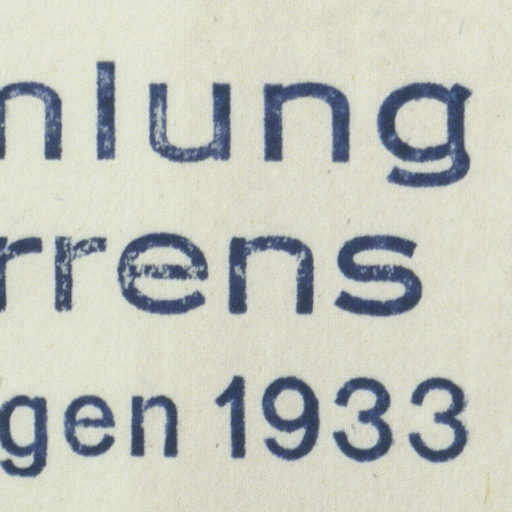 nlung
rrens
gen 1933